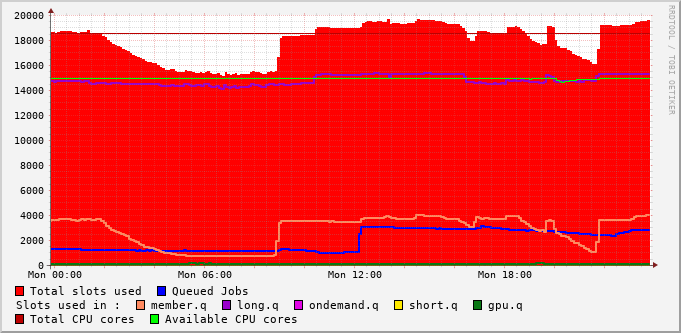 20000
18000
16000
14000
12000
10000
8000
6000
4000
2000
0
Mon 00:00 Mon 06:00 Mon 12:00 Mon 18:00
Total slots used Queued Jobs
Slots used in : member.q long.q ondemand.q short.q gpu.q
Total CPU cores Available CPU cores
RRDTOOL / TOBI OETIKER